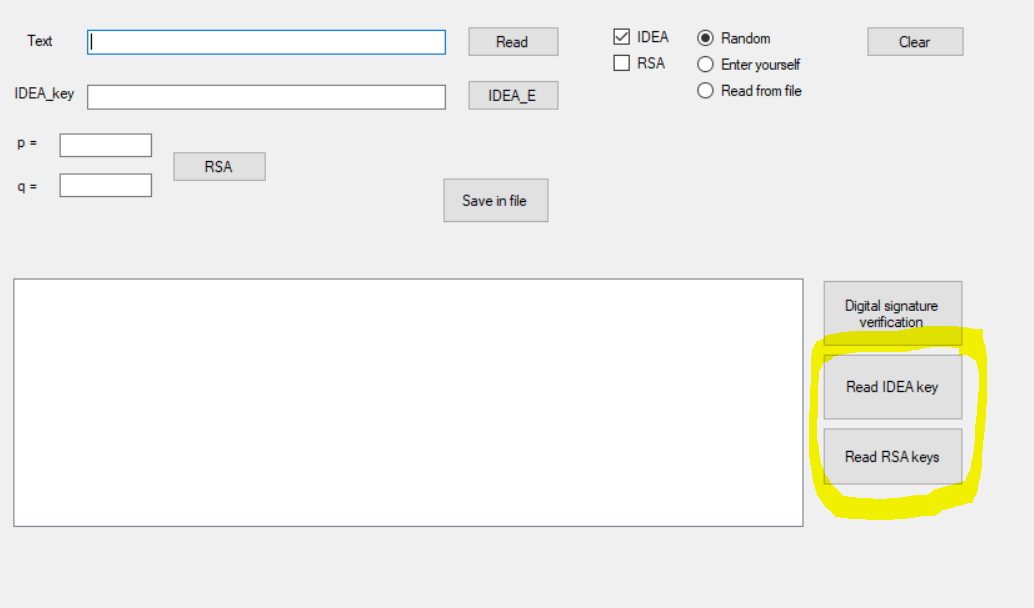 Text
Read
IDEA
Random
Clear
RSA
Enter yourself
IDEA_key
IDEA_E
Read from file
p =
RSA
q =
Save in file
Digital signature
verification
Read IDEA key
Read RSA keys